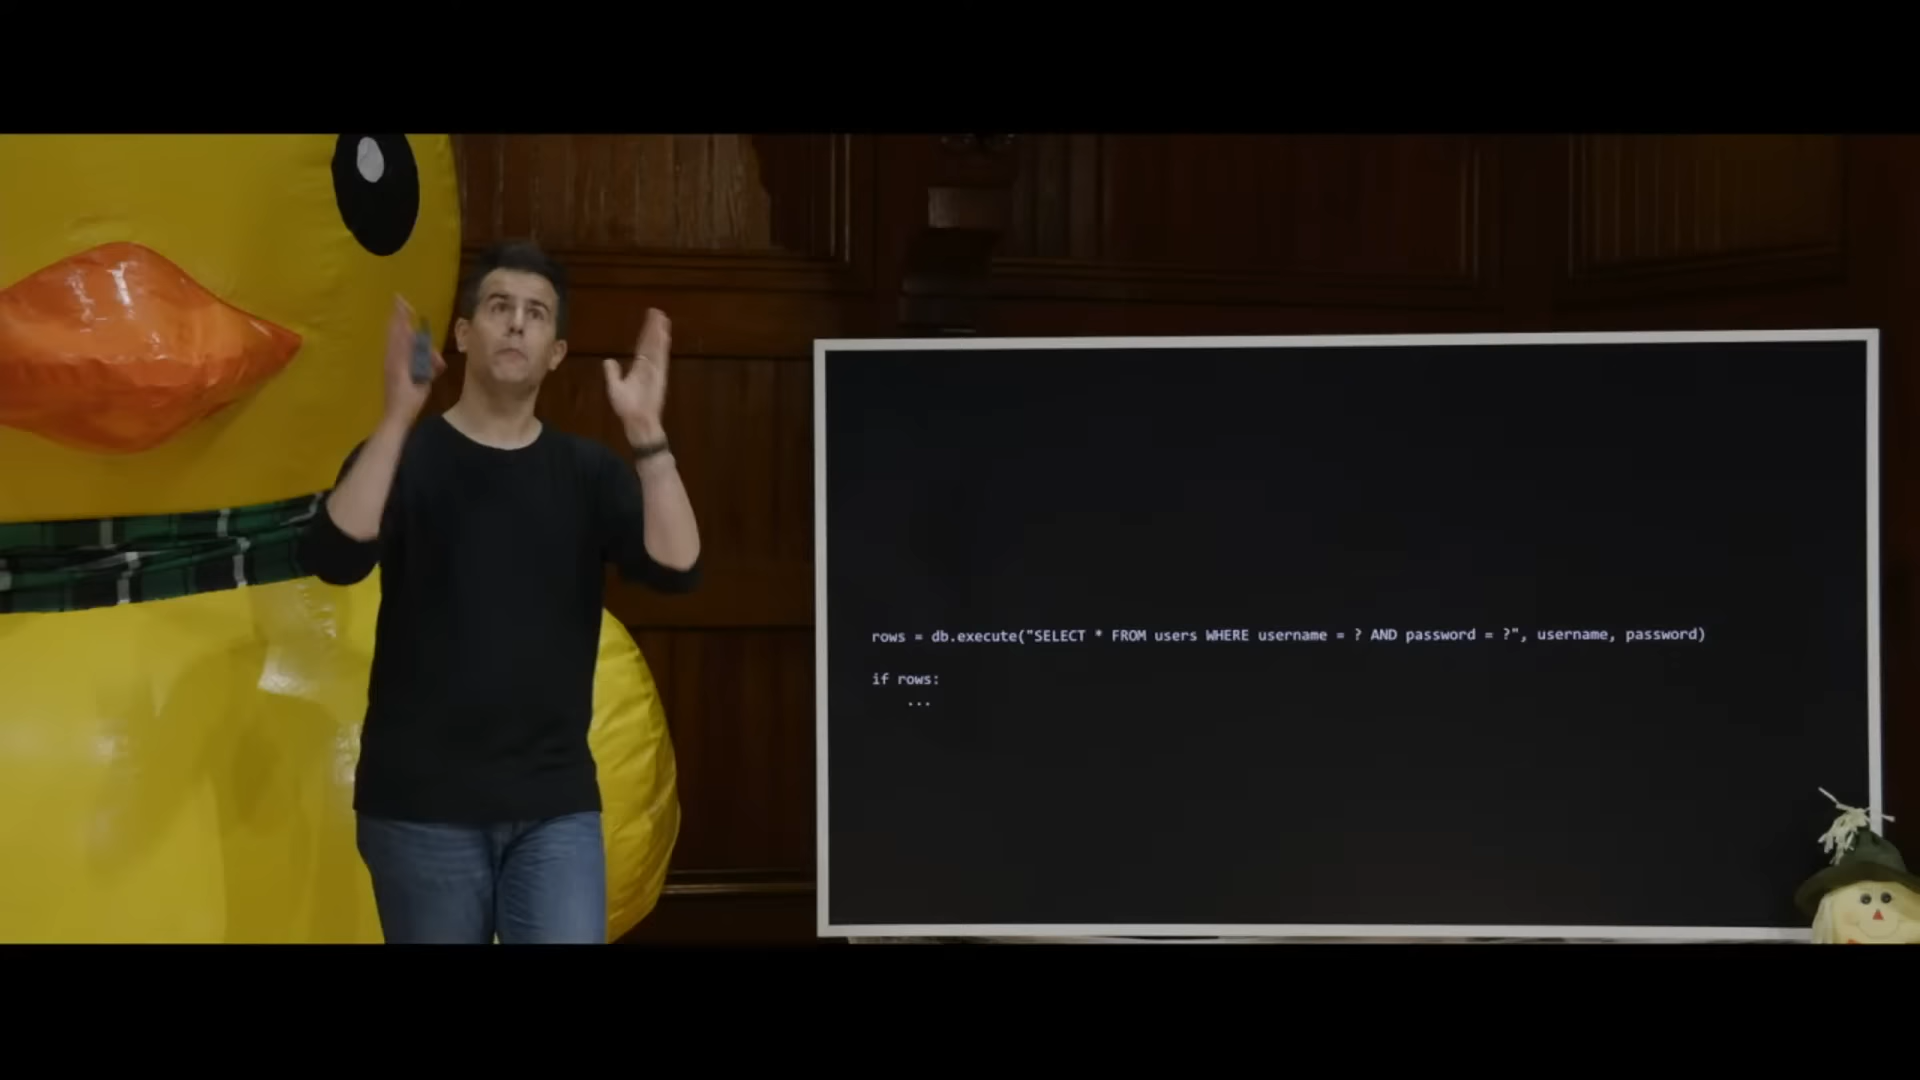 rows = db.execute("SELECT * FROM users WHERE username = ? AND password = ?", username, password)
if rows:
...